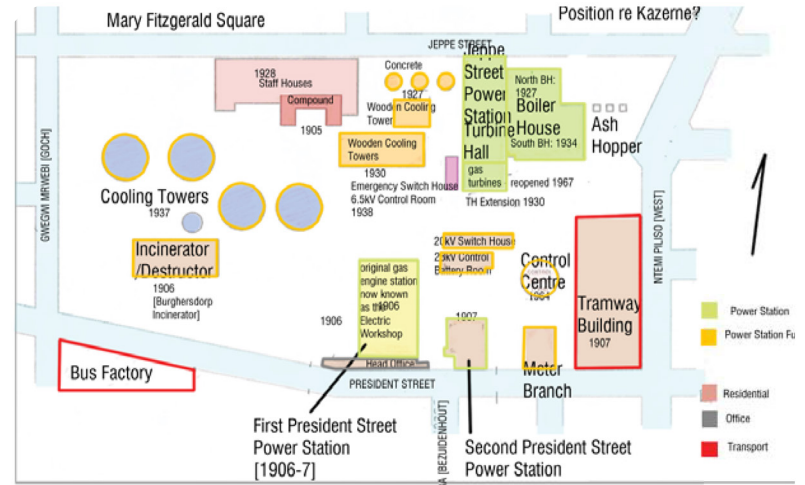 Mary Fitzgerald Square
Position re Kazerne?
JEPPE STREET
1928
Staff Houses
Compound
1905
Concrete
1927
Wooden Cooling
Tower
Wooden Cooling
Towers
1930
Jeppe
Street
Power
Station
Turbine
Hall
gas
turbines
reopened 1967
TH Extension 1930
North BH:
1927
Boiler
House
South BH: 1934
Ash
Hopper
Emergency Switch House
6.5kV Control Room
1938
Cooling Towers
1937
GWEGWI MRWEBI [GOCH]
Incinerator
/Destructor
1906
[Burghersdorp
Incinerator]
original gas
engine station
now known
as the
1906
Electric
Workshop
1906
Head Office
20kV Switch House
Control
Battery Room
Control
Centre
1964
1907
Tramway
Building
1907
NTEMI PILISO [WEST]
Meter
Branch
Bus Factory
PRESIDENT STREET
[BEZUIDENHOUT]
First President Street
Power Station
[1906-7]
Second President Street
Power Station
Power Station
Power Station Fu
Residential
Office
Transport